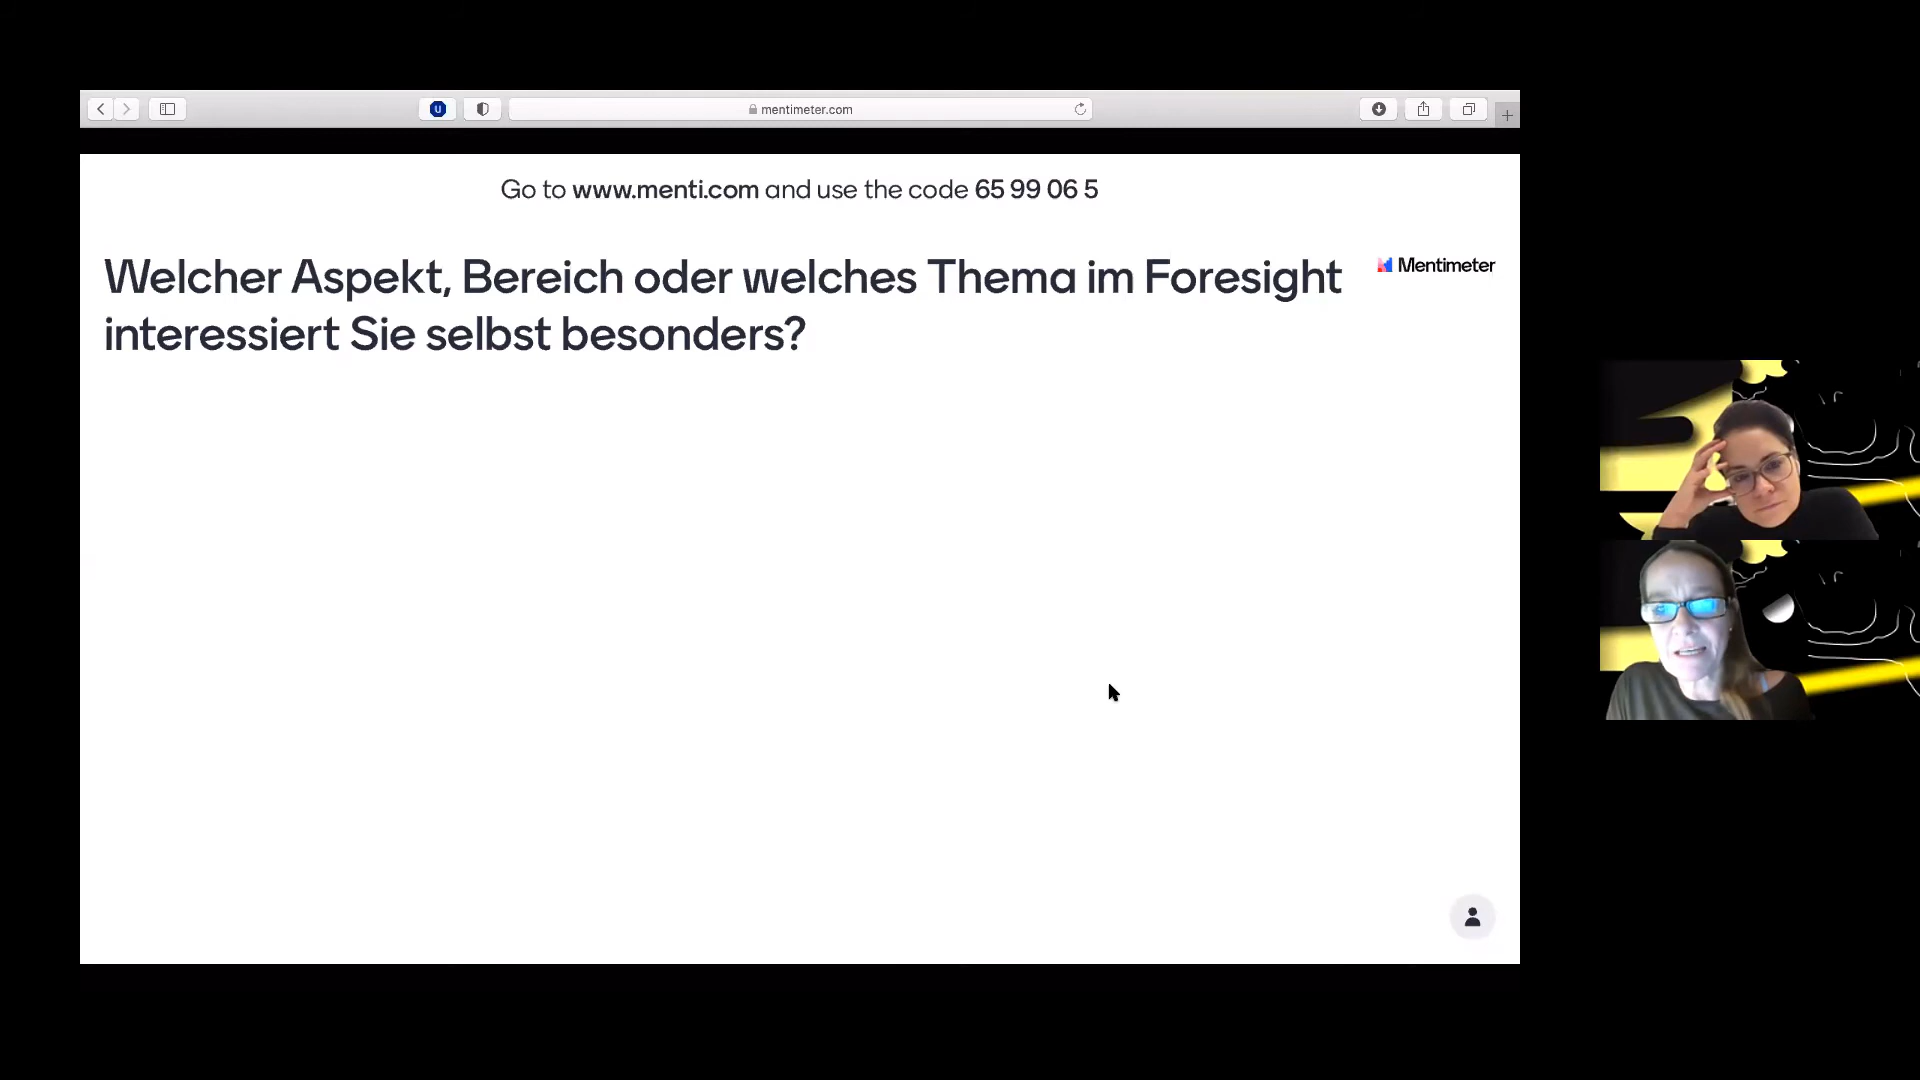 U
mentimeter.com
Go to www.menti.com and use the code 65 99 06 5
Welcher Aspekt, Bereich oder welches Thema im Foresight
interessiert Sie selbst besonders?
Mentimeter